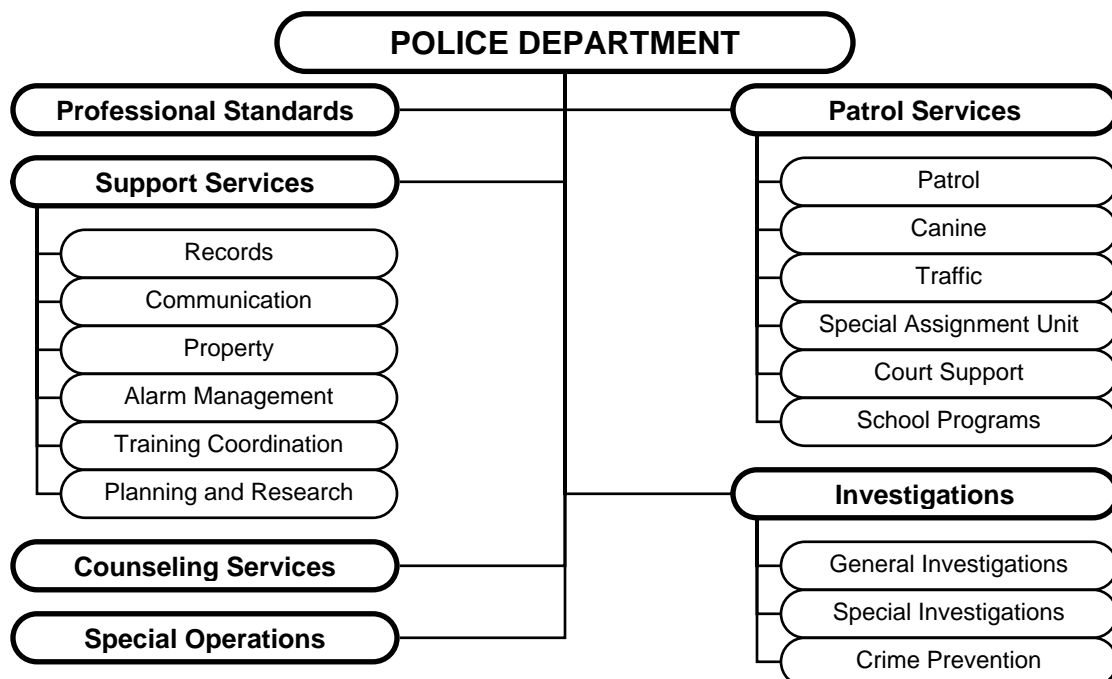 POLICE DEPARTMENT
Professional Standards
Support Services
Records
Communication
Property
Alarm Management
Training Coordination
Planning and Research
Counseling Services
Special Operations
Patrol Services
Patrol
Canine
Traffic
Special Assignment Unit
Court Support
School Programs
Investigations
General Investigations
Special Investigations
Crime Prevention